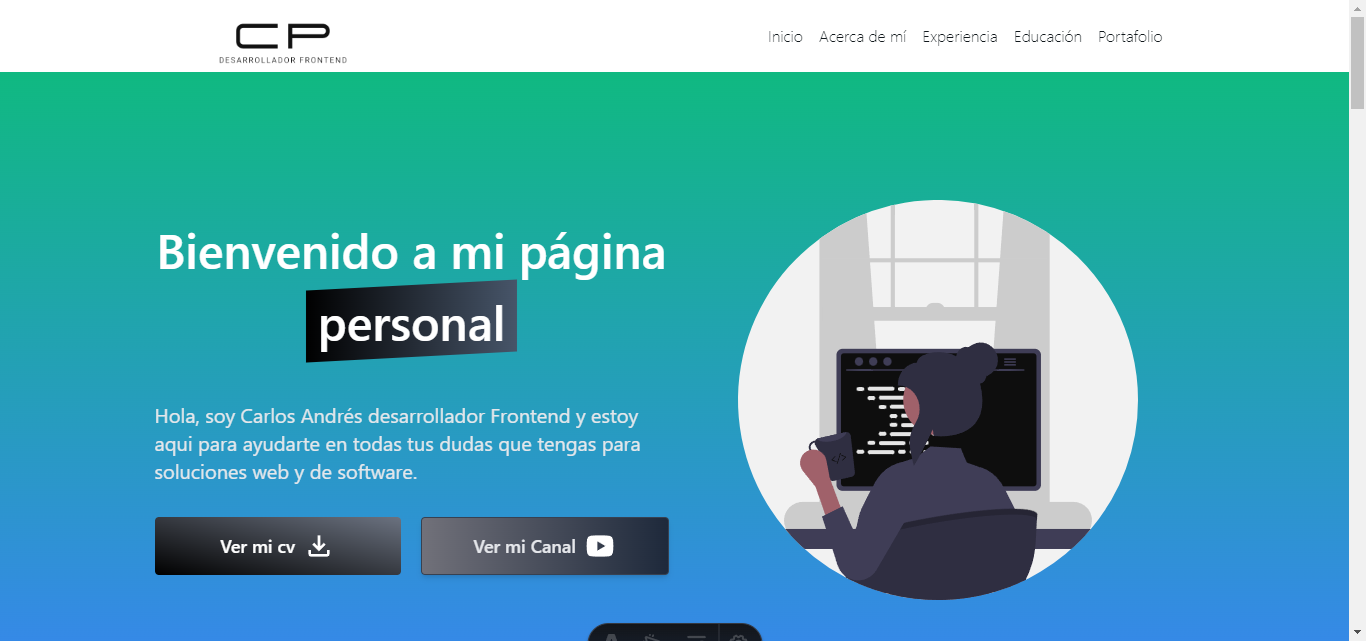 CP
DESARROLLADOR FRONTEND
Inicio Acerca de mí Experiencia Educación Portafolio
Bienvenido a mi página
personal
Hola, soy Carlos Andrés desarrollador Frontend y estoy
aqui para ayudarte en todas tus dudas que tengas para
soluciones web y de software.
Ver mi cv
Ver mi Canal